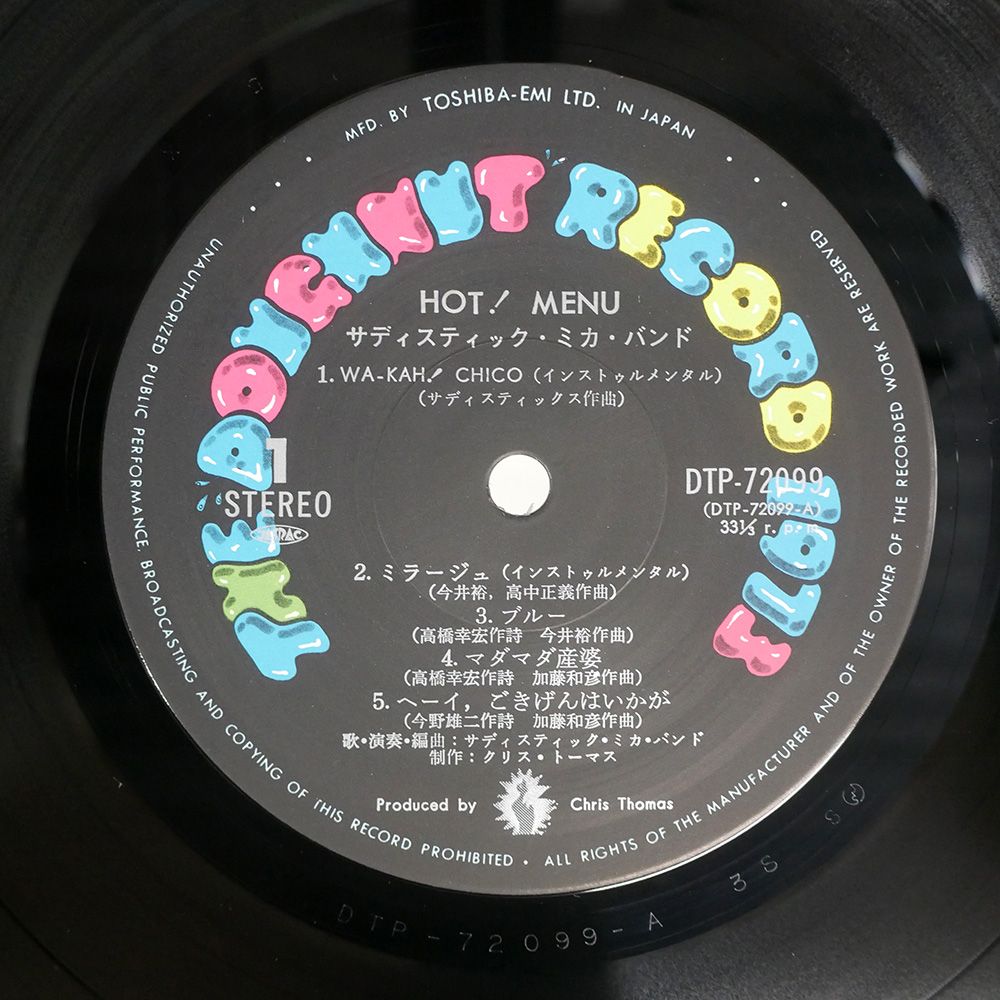 MFD. BY TOSHIBA-EMI LTD. IN JAPAN
DOUGHNUT RECORD
HOT! MENU
サディスティック・ミカ・バンド
1. WA-KAH! CHICO (インストゥルメンタル)
(サディスティックス作曲)
1
STEREO
JASRAC
DTP-72099
(DTP-72099-A)
33⅓ r. p. m
2. ミラージュ (インストゥルメンタル)
(今井裕, 高中正義作曲)
3. ブルー
(高橋幸宏作詩 今井裕作曲)
4. マダマダ産婆
(高橋幸宏作詩 加藤和彦作曲)
5. ヘーイ, ごきげんはいかが
(今野雄二作詩 加藤和彦作曲)
歌・演奏・編曲：サディスティック・ミカ・バンド
制作：クリス・トーマス
Produced by Chris Thomas
UNAUTHORIZED PUBLIC PERFORMANCE, BROADCASTING AND COPYING OF THIS RECORD PROHIBITED • ALL RIGHTS OF THE MANUFACTURER AND OF THE OWNER OF THE RECORDED WORK ARE RESERVED
DTP-72099-A 3 S
S